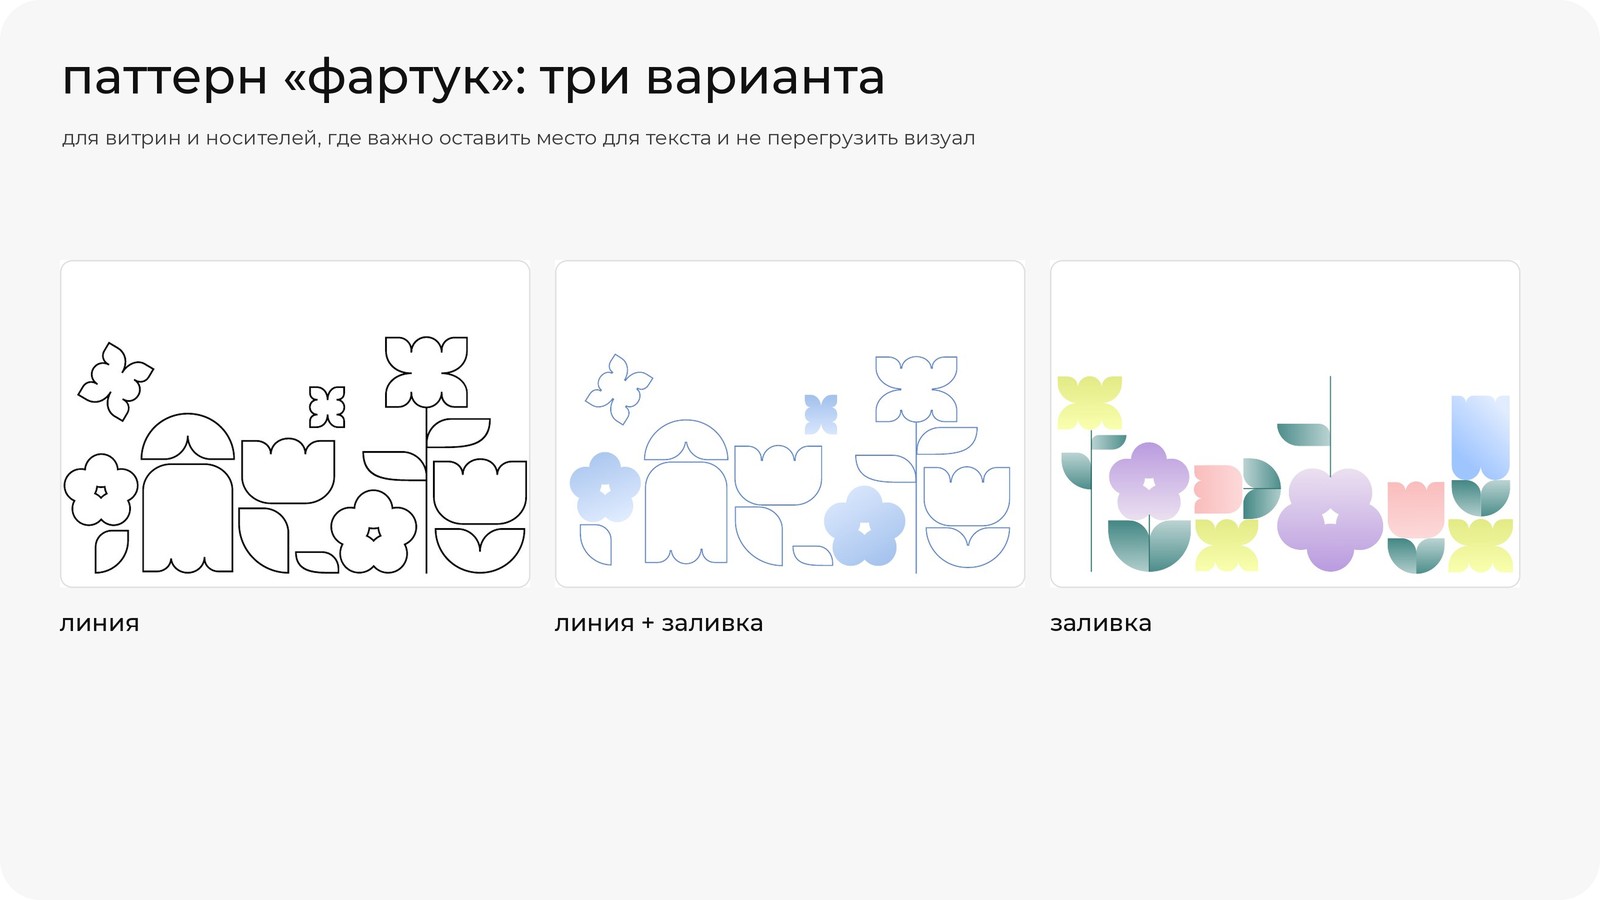 паттерн «фартук»: три варианта
для витрин и носителей, где важно оставить место для текста и не перегрузить визуал
линия
линия + заливка
заливка